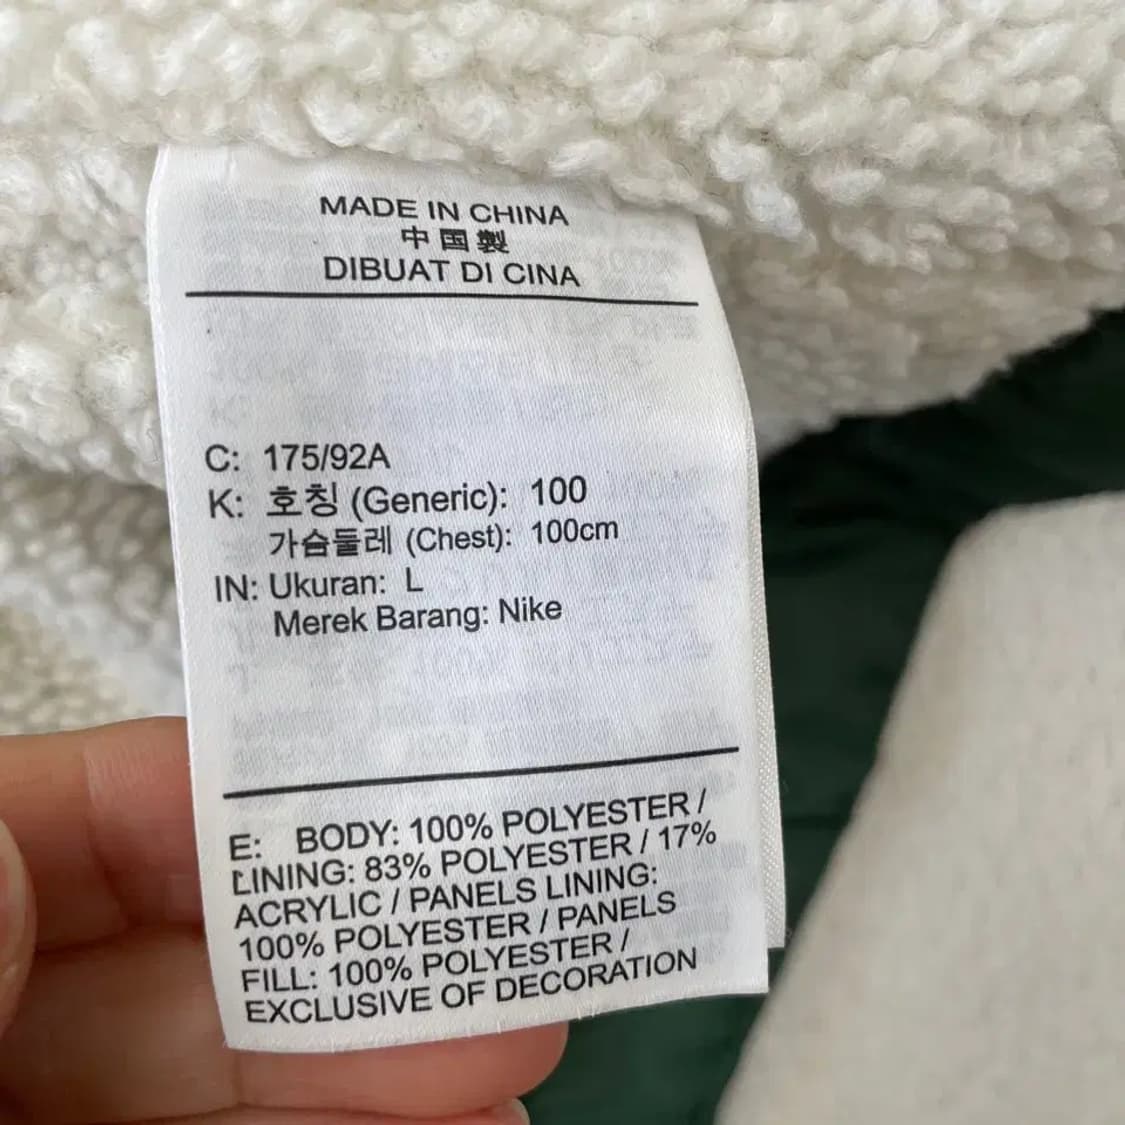 MADE IN CHINA
中国製
DIBUAT DI CINA
C: 175/92A
K: 호칭 (Generic): 100
가슴둘레 (Chest): 100cm
IN: Ukuran: L
Merek Barang: Nike
E: BODY: 100% POLYESTER /
LINING: 83% POLYESTER / 17%
ACRYLIC / PANELS LINING:
100% POLYESTER / PANELS
FILL: 100% POLYESTER /
EXCLUSIVE OF DECORATION